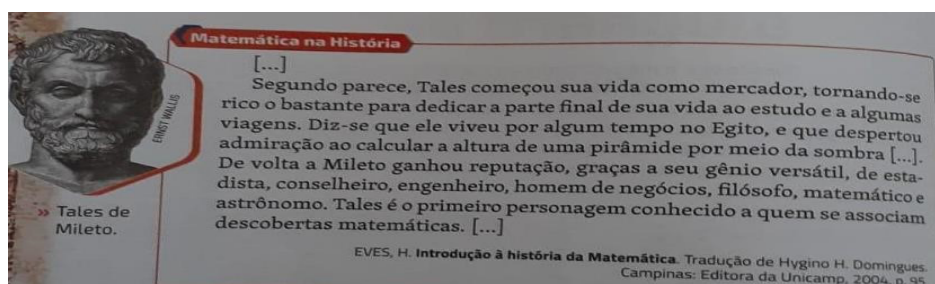 Matemática na História
[...]
Segundo parece, Tales começou sua vida como mercador, tornando-se
rico o bastante para dedicar a parte final de sua vida ao estudo e a algumas
viagens. Diz-se que ele viveu por algum tempo no Egito, e que despertou
admiração ao calcular a altura de uma pirâmide por meio da sombra [...].
De volta a Mileto ganhou reputação, graças a seu gênio versátil, de esta-
dista, conselheiro, engenheiro, homem de negócios, filósofo, matemático e
astrônomo. Tales é o primeiro personagem conhecido a quem se associam
descobertas matemáticas. [...]
EVES, H. Introdução à história da Matemática. Tradução de Hygino H. Domingues.
Campinas: Editora da Unicamp, 2004. p. 95.
ERNST WALLIS
» Tales de
Mileto.